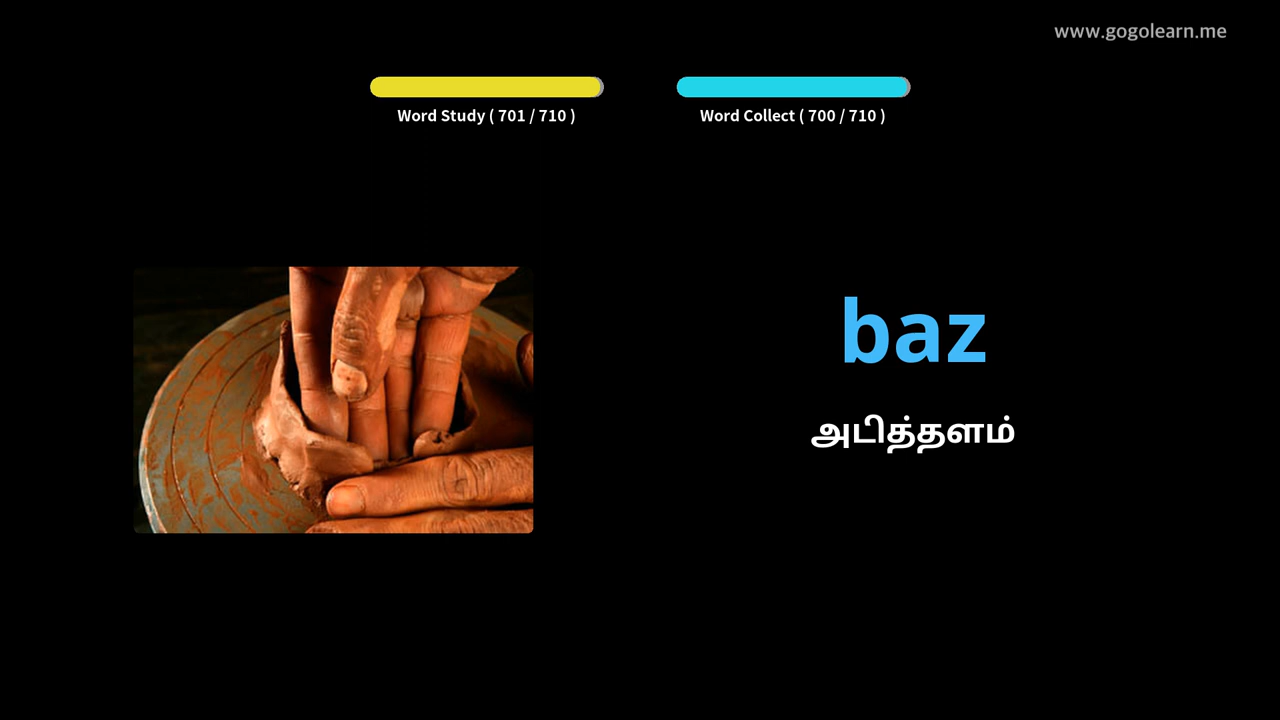 www.gogolearn.me
Word Study ( 701 / 710 )
Word Collect ( 700 / 710 )
baz
அடித்தளம்